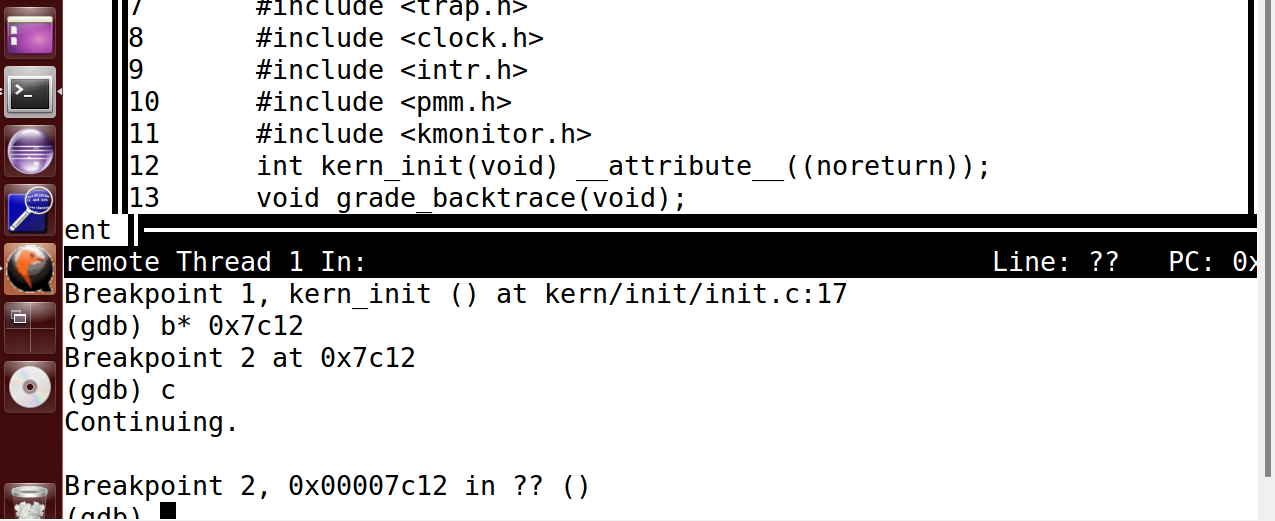 7 #include <trap.h>
8 #include <clock.h>
9 #include <intr.h>
10 #include <pmm.h>
11 #include <kmonitor.h>
12 int kern_init(void) __attribute__((noreturn));
13 void grade_backtrace(void);
ent
remote Thread 1 In: Line: ?? PC: 0x
Breakpoint 1, kern_init () at kern/init/init.c:17
(gdb) b* 0x7c12
Breakpoint 2 at 0x7c12
(gdb) c
Continuing.
Breakpoint 2, 0x00007c12 in ?? ()
(gdb)